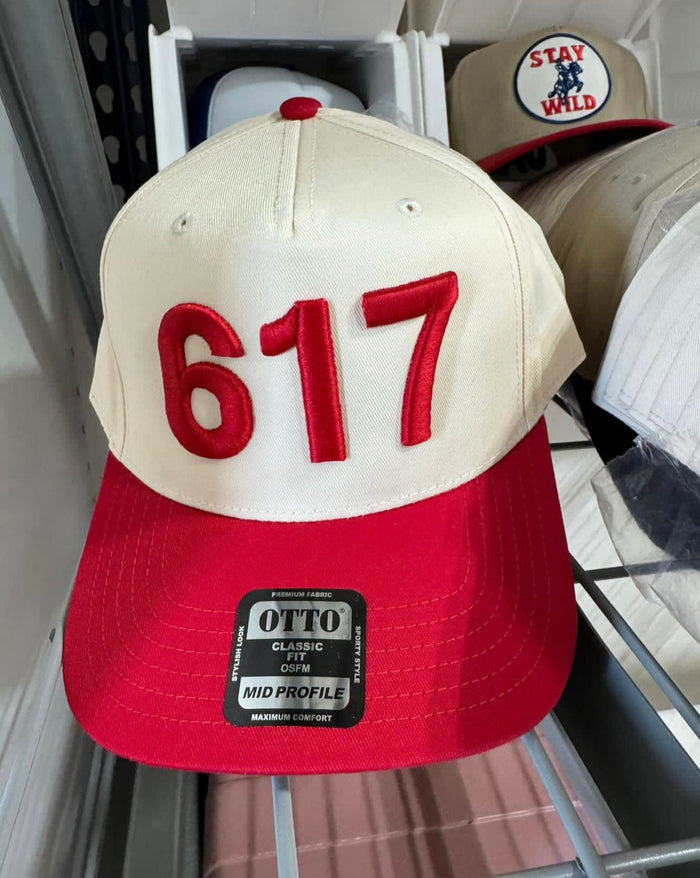 STAY
WILD
617
PREMIUM FABRIC
OTTO®
CLASSIC
FIT
OSFM
MID PROFILE
MAXIMUM COMFORT
STYLISH LOOK
SPORTY STYLE